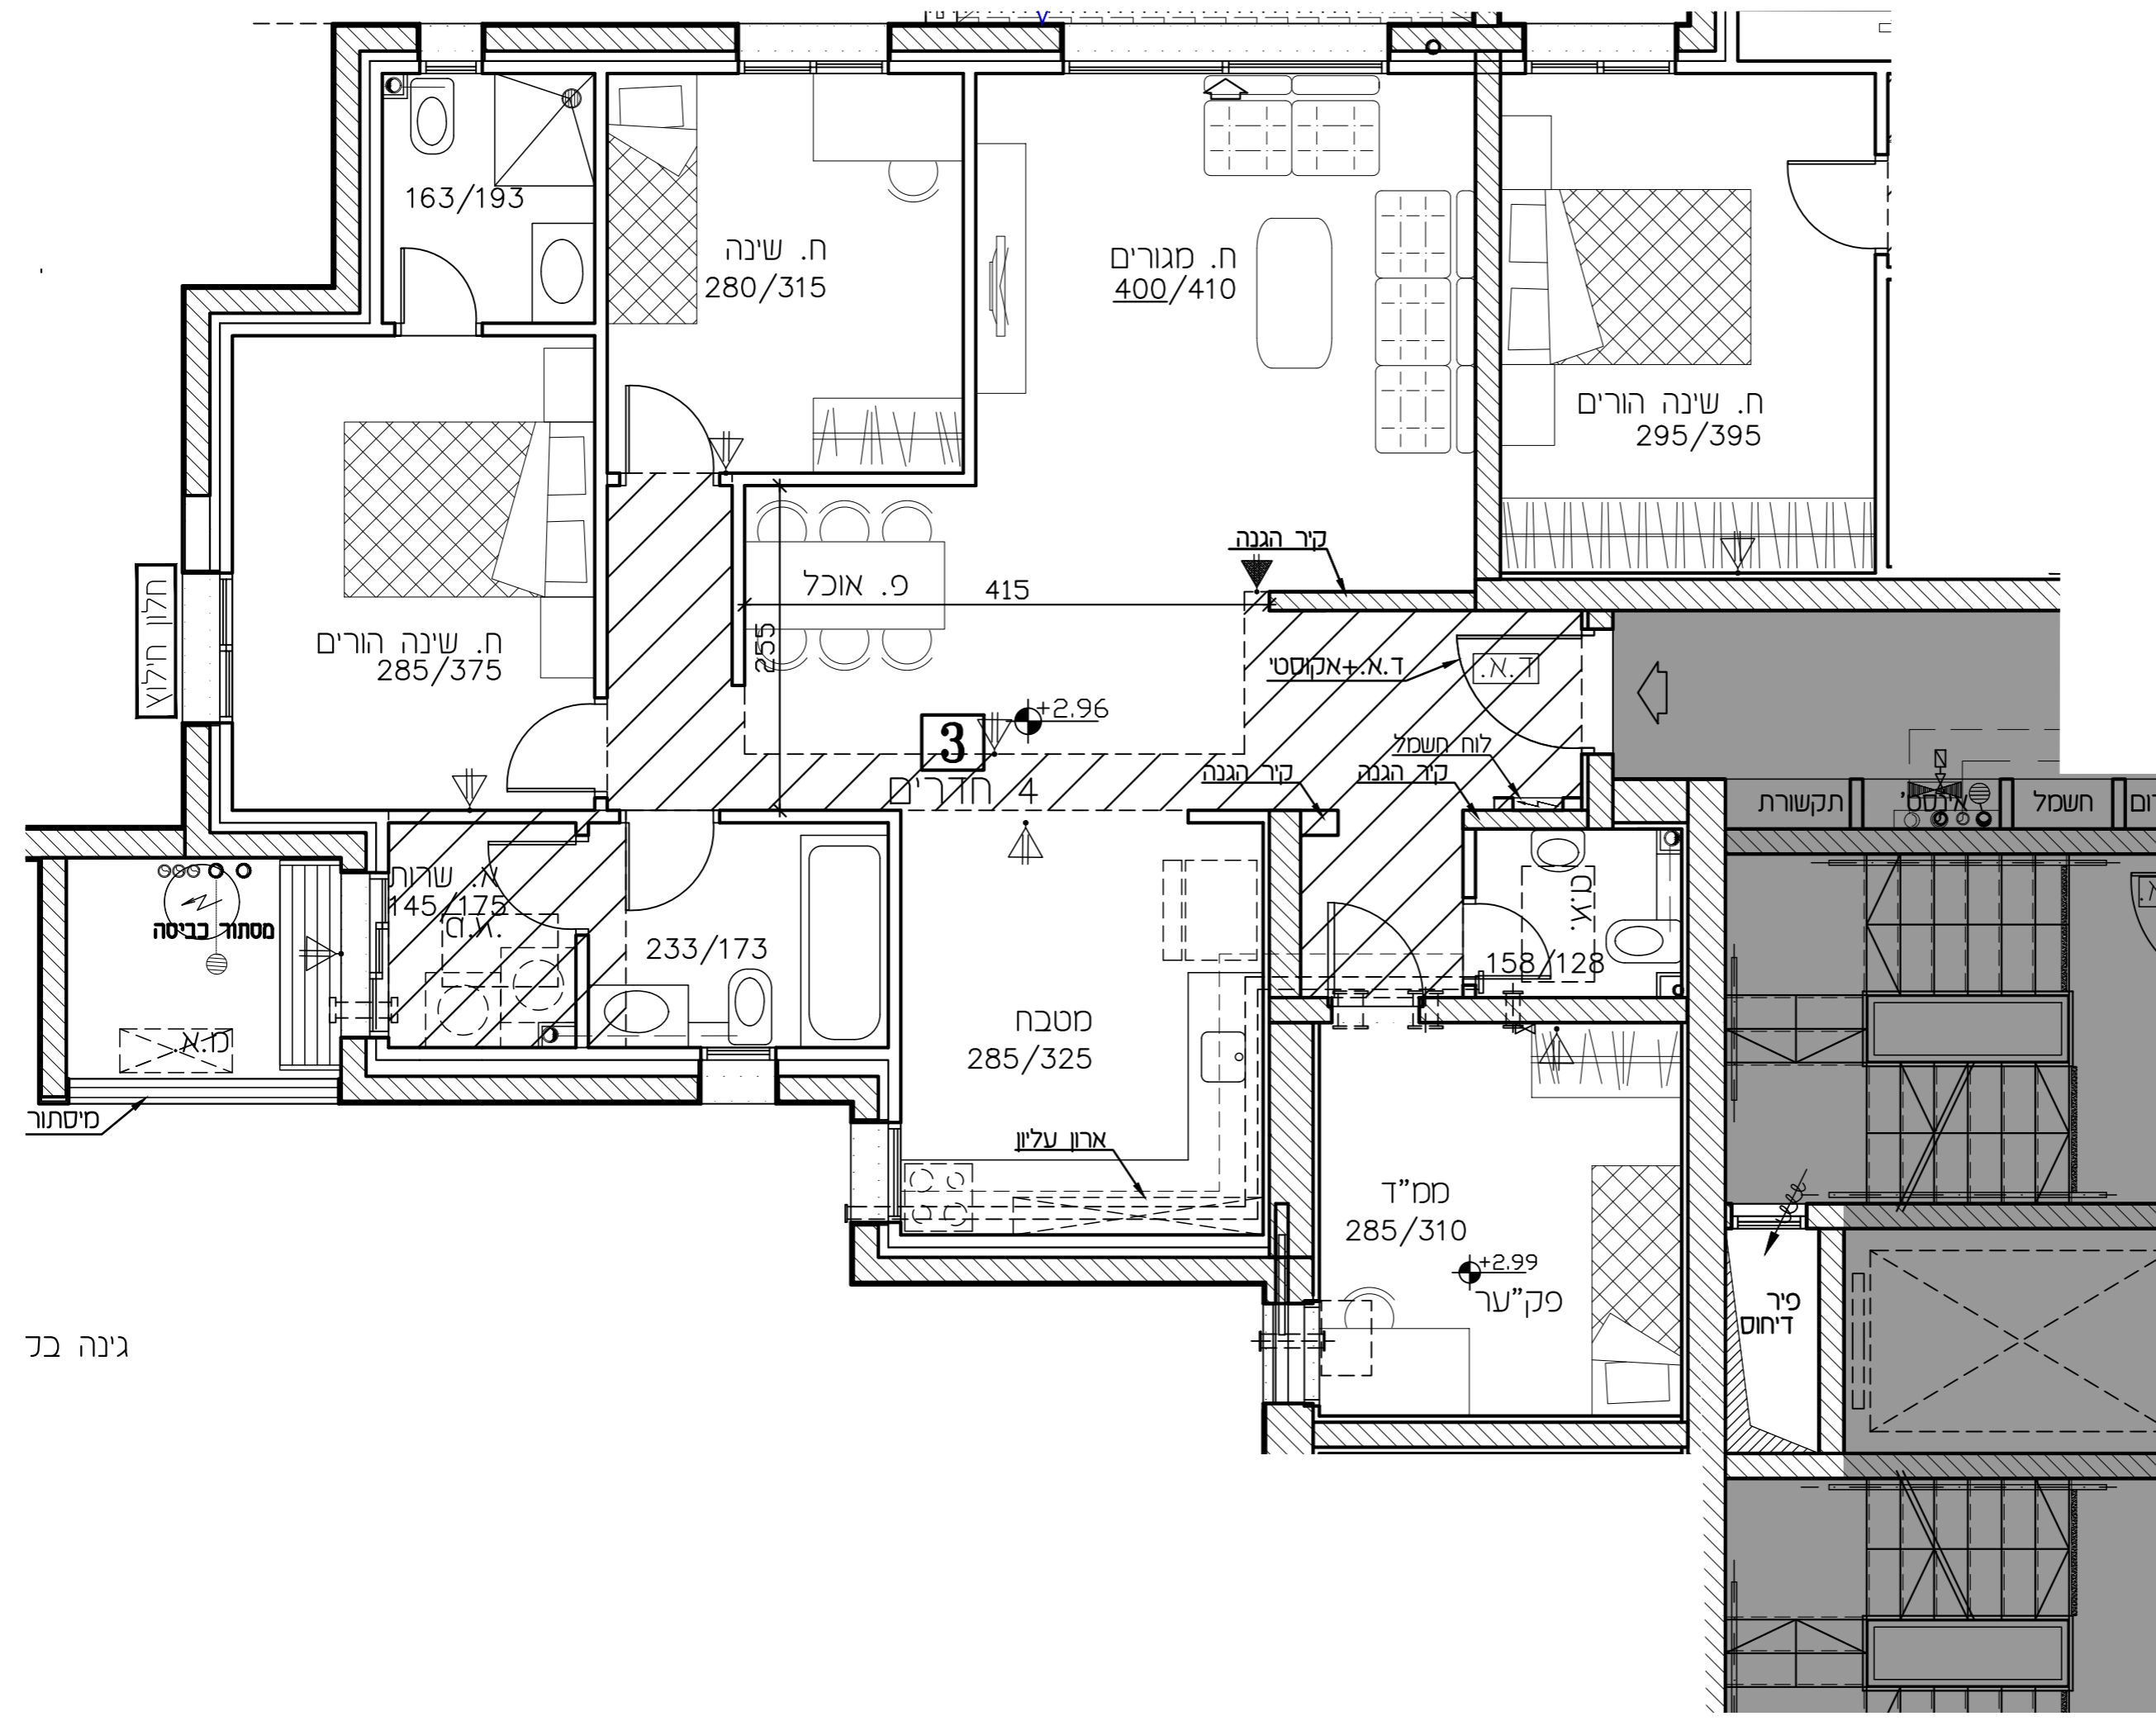 163/193
ח. שינה
280/315
ח. מגורים
400/410
ח. שינה הורים
295/395
קיר הגנה
פ. אוכל
415
255
חלון חילוץ
ח. שינה הורים
285/375
ד.א.+אקוסטי
ד.א.
+2.96
3
4 חדרים
לוח חשמל
קיר הגנה
קיר הגנה
תקשורת
אינסט'
חשמל
א. שרות
145/175
מ.א.
מסתור כביסה
233/173
מ.א.
158/128
מטבח
285/325
מ.א.
מיסתור
ארון עליון
ממ"ד
285/310
+2.99
פק"ער
פיר
דיחוס
גינה בכ